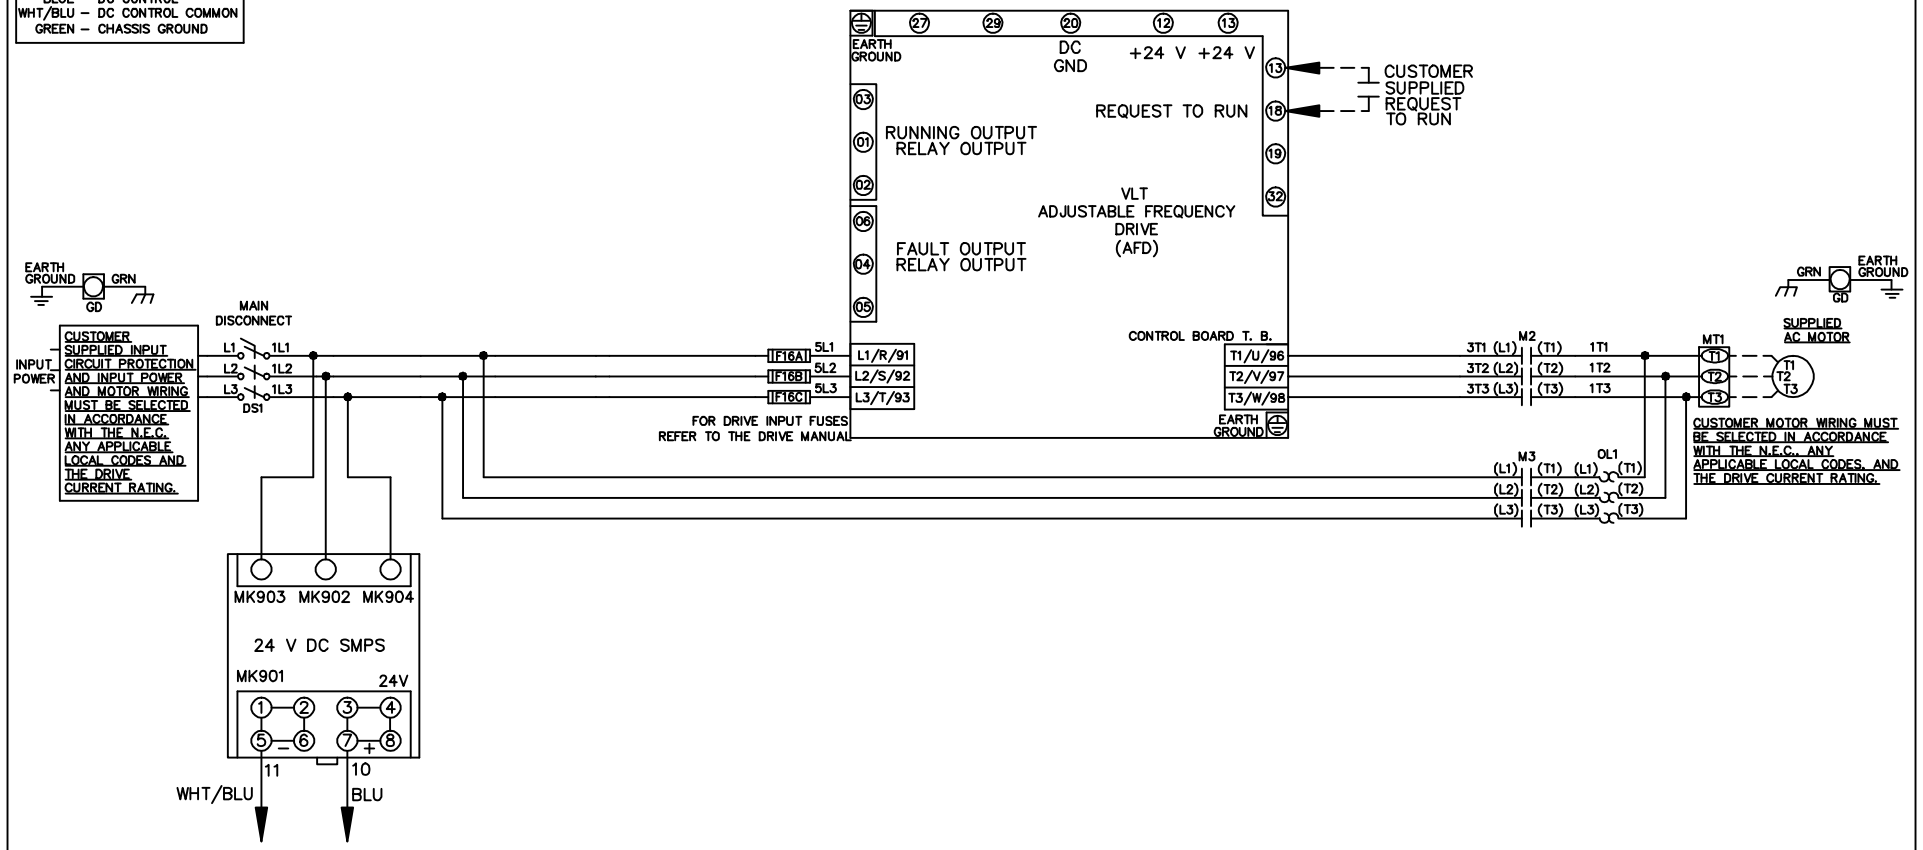 WHT/BLU - DC CONTROL COMMON
GREEN - CHASSIS GROUND
27 29 20 12 13
EARTH
GROUND
DC
GND
+24 V +24 V
13
18
19
32
CUSTOMER
SUPPLIED
REQUEST
TO RUN
REQUEST TO RUN
03
01
02
RUNNING OUTPUT
RELAY OUTPUT
06
04
05
FAULT OUTPUT
RELAY OUTPUT
VLT
ADJUSTABLE FREQUENCY
DRIVE
(AFD)
EARTH
GROUND
GRN
GD
MAIN
DISCONNECT
INPUT
POWER
CUSTOMER
SUPPLIED INPUT
CIRCUIT PROTECTION
AND INPUT POWER
AND MOTOR WIRING
MUST BE SELECTED
IN ACCORDANCE
WITH THE N.E.C.
ANY APPLICABLE
LOCAL CODES AND
THE DRIVE
CURRENT RATING.
L1 1L1
L2 1L2
L3 1L3
DS1
F16A 5L1
F16B 5L2
F16C 5L3
L1/R/91
L2/S/92
L3/T/93
FOR DRIVE INPUT FUSES
REFER TO THE DRIVE MANUAL
CONTROL BOARD T. B.
T1/U/96
T2/V/97
T3/W/98
EARTH
GROUND
M2
3T1 (L1) (T1) 1T1
3T2 (L2) (T2) 1T2
3T3 (L3) (T3) 1T3
M3 OL1
(L1) (T1) (L1) (T1)
(L2) (T2) (L2) (T2)
(L3) (T3) (L3) (T3)
GRN
EARTH
GROUND
GD
SUPPLIED
AC MOTOR
MT1
T1
T2
T3
T1
T2
T3
CUSTOMER MOTOR WIRING MUST
BE SELECTED IN ACCORDANCE
WITH THE N.E.C., ANY
APPLICABLE LOCAL CODES, AND
THE DRIVE CURRENT RATING.
MK903 MK902 MK904
24 V DC SMPS
MK901 24V
1 2 3 4
5 - 6 7 + 8
11 10
WHT/BLU BLU